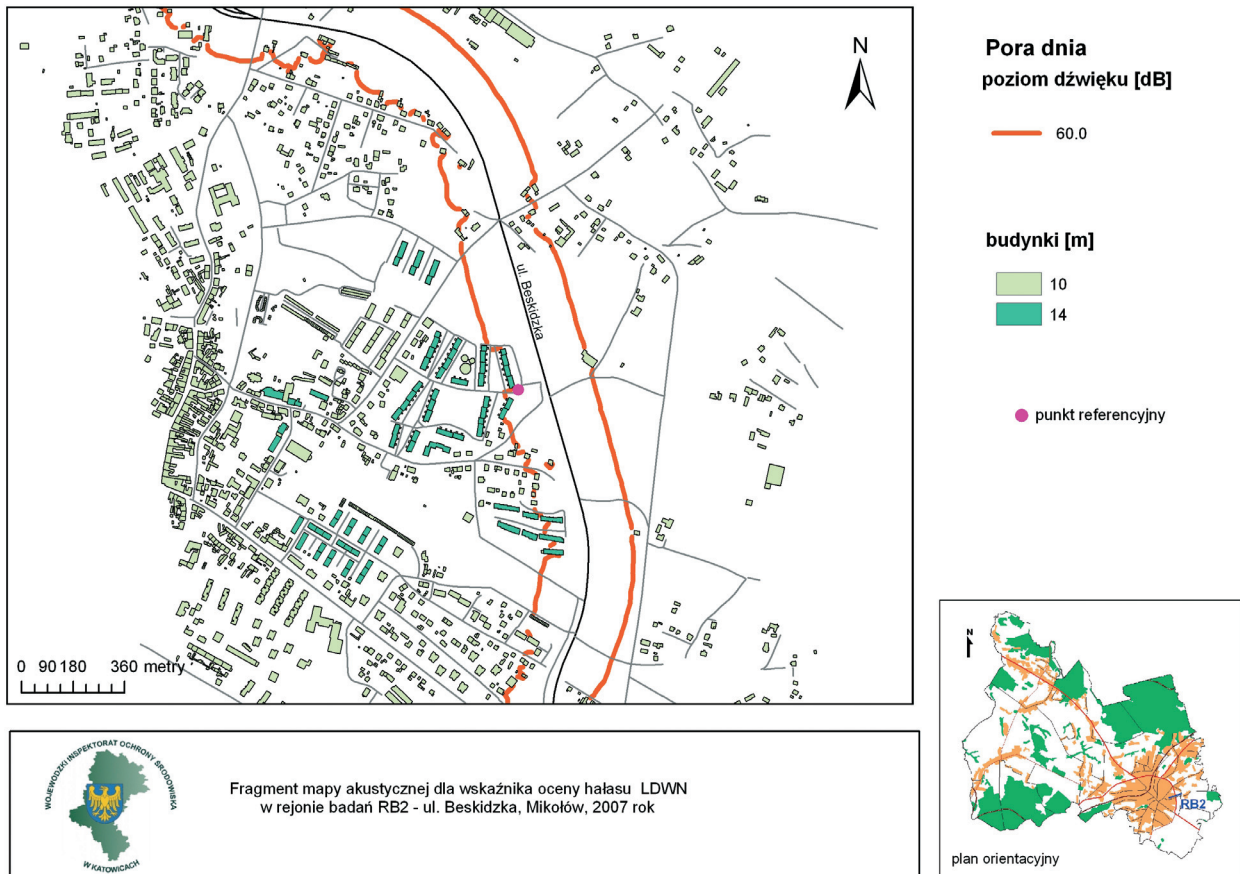 N
ul. Beskidzka
0 90 180 360 metry
Pora dnia
poziom dźwięku [dB]
60.0
budynki [m]
10
14
punkt referencyjny
WOJEWÓDZKI INSPEKTORAT OCHRONY ŚRODOWISKA
W KATOWICACH
Fragment mapy akustycznej dla wskaźnika oceny hałasu LDWN
w rejonie badań RB2 - ul. Beskidzka, Mikołów, 2007 rok
N
RB2
plan orientacyjny